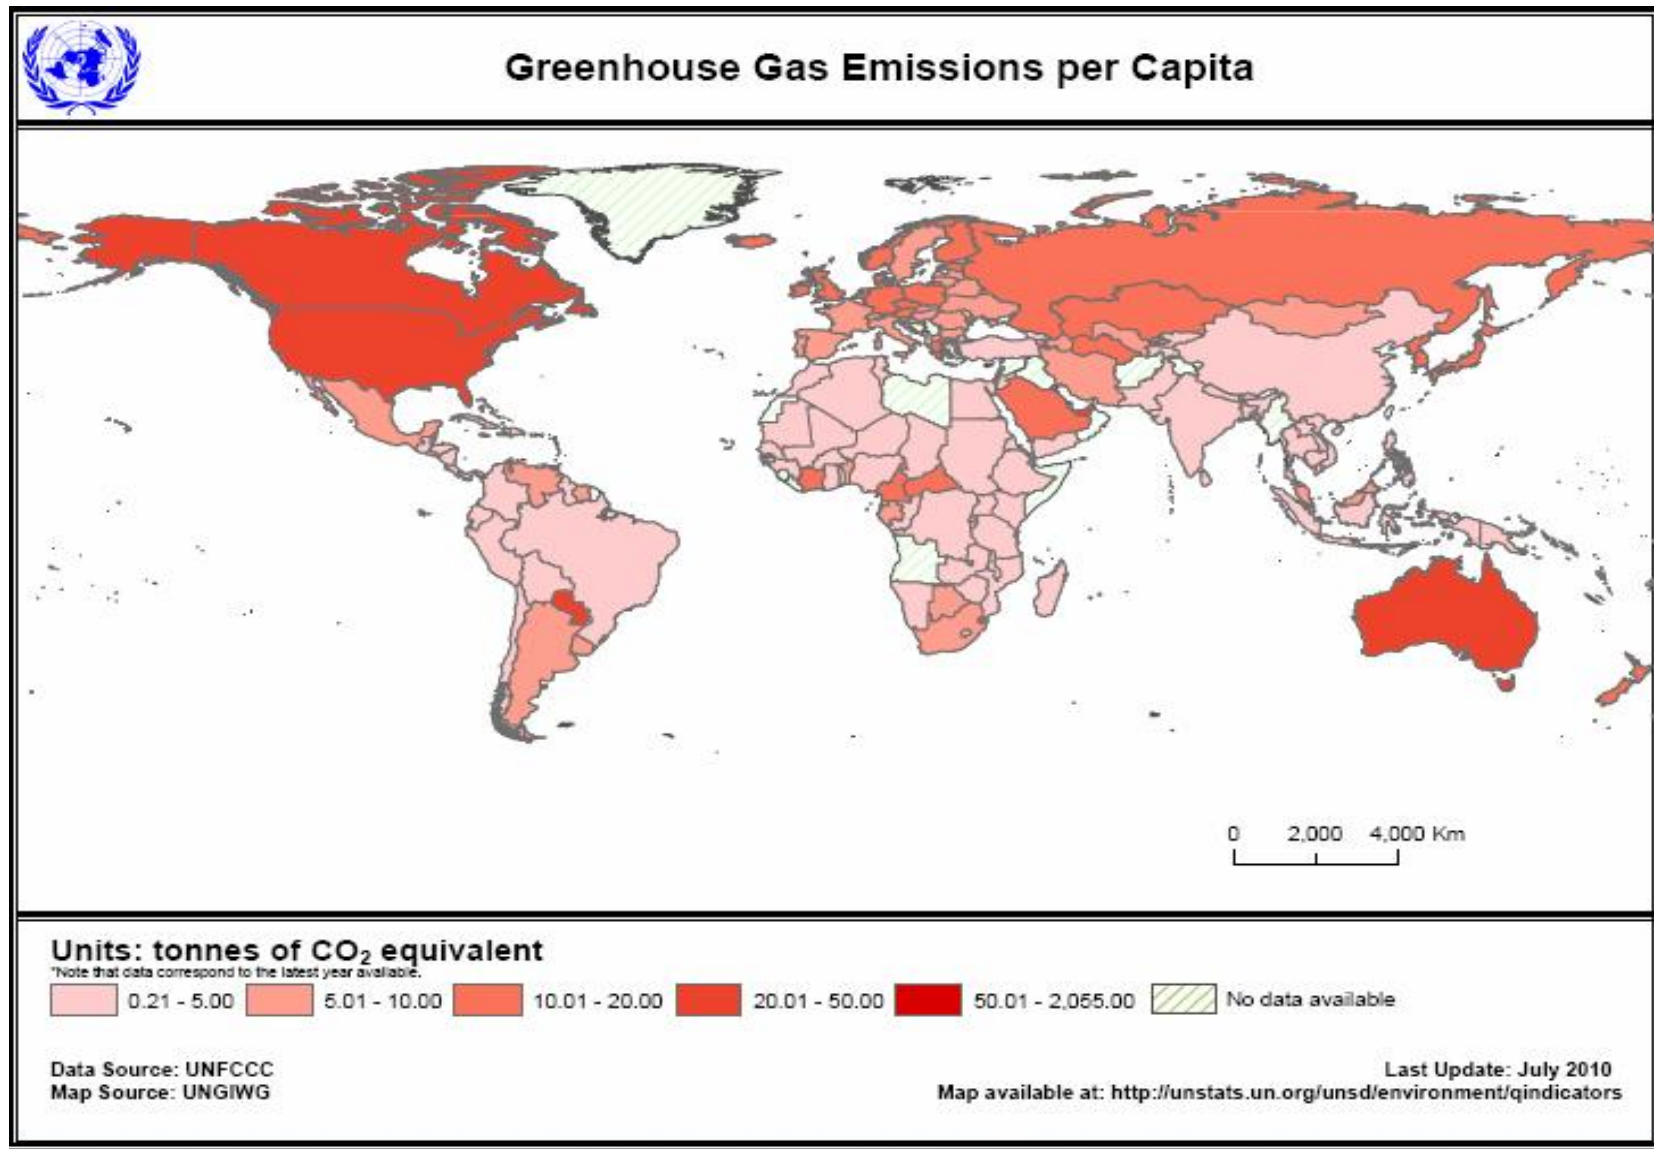 Greenhouse Gas Emissions per Capita
0 2,000 4,000 Km
Units: tonnes of CO₂ equivalent
*Note that data correspond to the latest year available.
0.21 - 5.00 5.01 - 10.00 10.01 - 20.00 20.01 - 50.00 50.01 - 2,055.00 No data available
Data Source: UNFCCC Last Update: July 2010
Map Source: UNGIWG Map available at: http://unstats.un.org/unsd/environment/qindicators